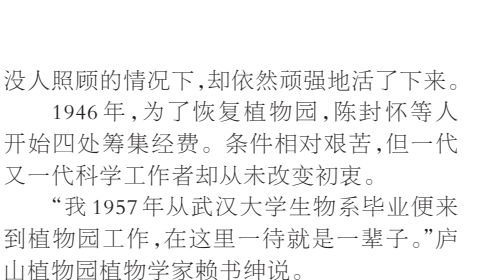 没人照顾的情况下,却依然顽强地活了下来。
1946年,为了恢复植物园,陈封怀等人
开始四处筹集经费。条件相对艰苦,但一代
又一代科学工作者却从未改变初衷。
“我1957年从武汉大学生物系毕业便来
到植物园工作,在这里一待就是一辈子。”庐
山植物园植物学家赖书绅说。